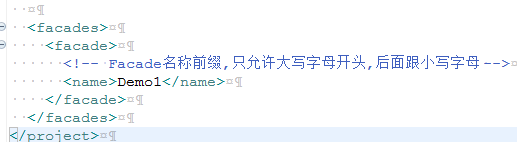 <facades>
<facade>
<!-- Facade名称前缀,只允许大写字母开头,后面跟小写字母-->
<name>Demo1</name>
</facade>
</facades>
</project>